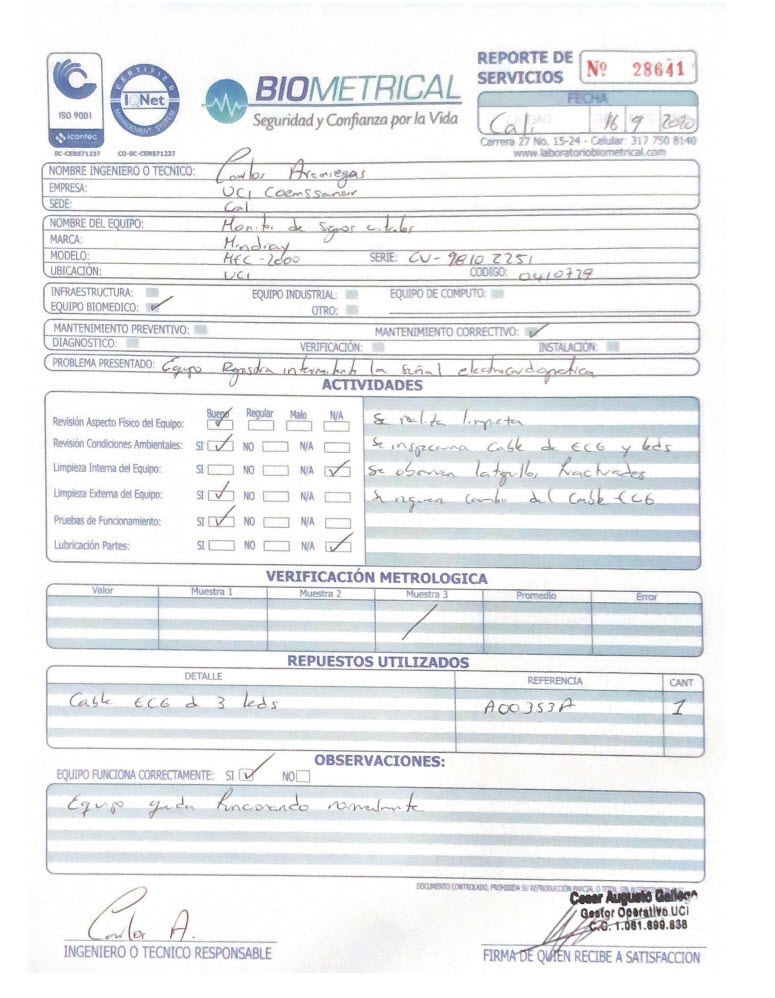 REPORTE DE
SERVICIOS
Nº 28641
ISO 9001
icontec
CERTIFIED
IQNet
MANAGEMENT SYSTEM
SC-CER571237 CO-SC-CER571237
BIOMETRICAL
Seguridad y Confianza por la Vida
FECHA
Cali 16 9 2020
Carrera 27 No. 15-24 - Celular: 317 750 8140
www.laboratoriobiometrical.com
NOMBRE INGENIERO O TECNICO: Carlos Arciniegas
EMPRESA: UCI Coemssanar
SEDE: Cali
NOMBRE DEL EQUIPO: Monitor de signos vitales
MARCA: Mindray
MODELO: MEC-2000 SERIE: CV-98102251
UBICACIÓN: UCI CODIGO: 0410779
INFRAESTRUCTURA: EQUIPO INDUSTRIAL: EQUIPO DE COMPUTO:
EQUIPO BIOMEDICO: ✓ OTRO:
MANTENIMIENTO PREVENTIVO: MANTENIMIENTO CORRECTIVO: ✓
DIAGNOSTICO: VERIFICACIÓN: INSTALACIÓN:
PROBLEMA PRESENTADO: Equipo Registra intermitente la señal electrocardiografica
ACTIVIDADES
Bueno Regular Malo N/A
Revisión Aspecto Físico del Equipo: ✓
Revisión Condiciones Ambientales: SI ✓ NO N/A
Limpieza Interna del Equipo: SI NO N/A ✓
Limpieza Externa del Equipo: SI ✓ NO N/A
Pruebas de Funcionamiento: SI ✓ NO N/A
Lubricación Partes: SI NO N/A ✓
Se realiza limpieza
Se inspecciona cable de ECG y leds
Se observan latiguillos fracturados
Se requiere cambio del Cable ECG
VERIFICACIÓN METROLOGICA
Valor Muestra 1 Muestra 2 Muestra 3 Promedio Error
REPUESTOS UTILIZADOS
DETALLE REFERENCIA CANT
Cable ECG d 3 leds A00353A 1
OBSERVACIONES:
EQUIPO FUNCIONA CORRECTAMENTE: SI ✓ NO
Equipo queda funcionando normalmente
DOCUMENTO CONTROLADO, PROHIBIDA SU REPRODUCCIÓN PARCIAL O TOTAL
Cesar Augusto Gallego
Gestor Operativo UCI
C.C. 1.061.699.838
Carlos A.
INGENIERO O TECNICO RESPONSABLE
FIRMA DE QUIEN RECIBE A SATISFACCION